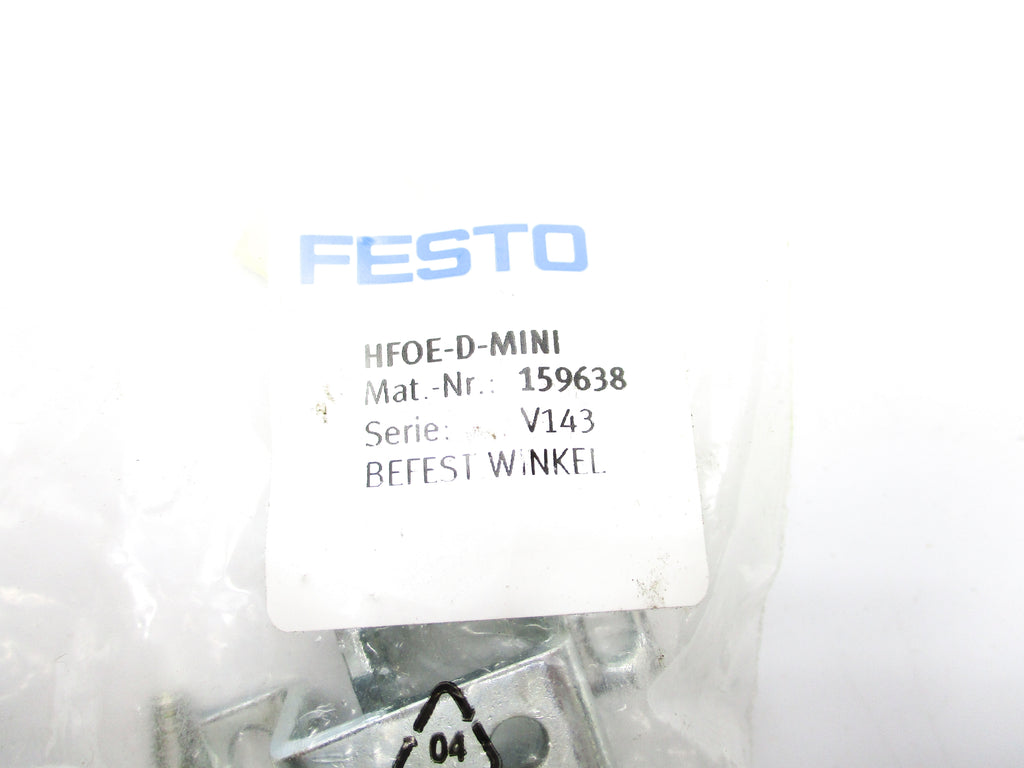 FESTO
HFOE-D-MINI
Mat.-Nr.: 159638
Serie: V143
BEFEST.WINKEL
04